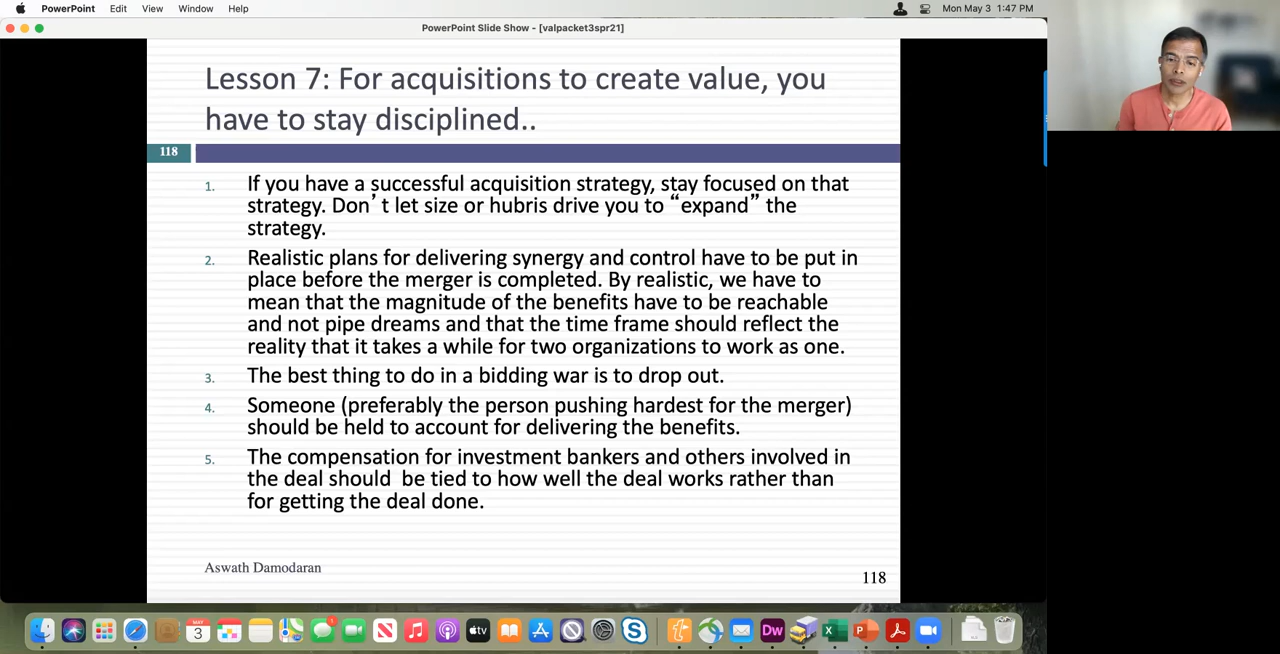 PowerPoint Edit View Window Help Mon May 3 1:47 PM
PowerPoint Slide Show - [valpacket3spr21]
Lesson 7: For acquisitions to create value, you
have to stay disciplined..
118
1. If you have a successful acquisition strategy, stay focused on that
strategy. Don’t let size or hubris drive you to “expand” the
strategy.
2. Realistic plans for delivering synergy and control have to be put in
place before the merger is completed. By realistic, we have to
mean that the magnitude of the benefits have to be reachable
and not pipe dreams and that the time frame should reflect the
reality that it takes a while for two organizations to work as one.
3. The best thing to do in a bidding war is to drop out.
4. Someone (preferably the person pushing hardest for the merger)
should be held to account for delivering the benefits.
5. The compensation for investment bankers and others involved in
the deal should be tied to how well the deal works rather than
for getting the deal done.
Aswath Damodaran
118
MAY
3
tv
Dw
X
P